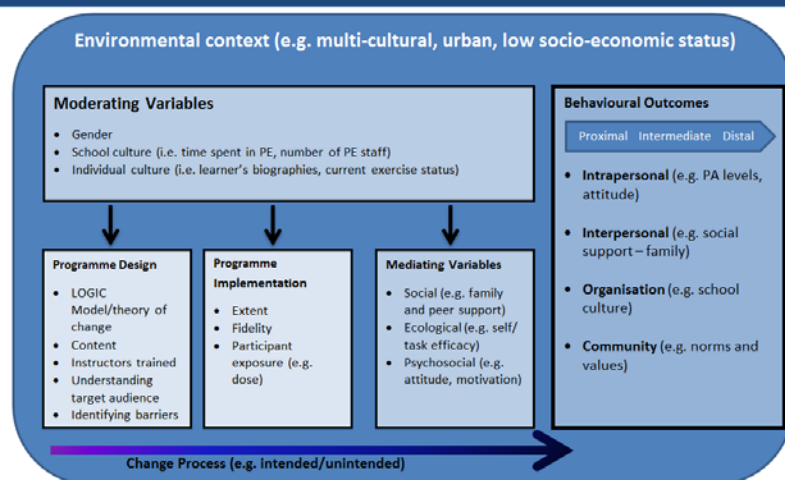 Environmental context (e.g. multi-cultural, urban, low socio-economic status)
Moderating Variables
• Gender
• School culture (i.e. time spent in PE, number of PE staff)
• Individual culture (i.e. learner's biographies, current exercise status)
Programme Design
• LOGIC
Model/theory of
change
• Content
• Instructors trained
• Understanding
target audience
• Identifying barriers
Programme
Implementation
• Extent
• Fidelity
• Participant
exposure (e.g.
dose)
Mediating Variables
• Social (e.g. family
and peer support)
• Ecological (e.g. self/
task efficacy)
• Psychosocial (e.g.
attitude, motivation)
Behavioural Outcomes
Proximal Intermediate Distal
• Intrapersonal (e.g. PA levels,
attitude)
• Interpersonal (e.g. social
support – family)
• Organisation (e.g. school
culture)
• Community (e.g. norms and
values)
Change Process (e.g. intended/unintended)